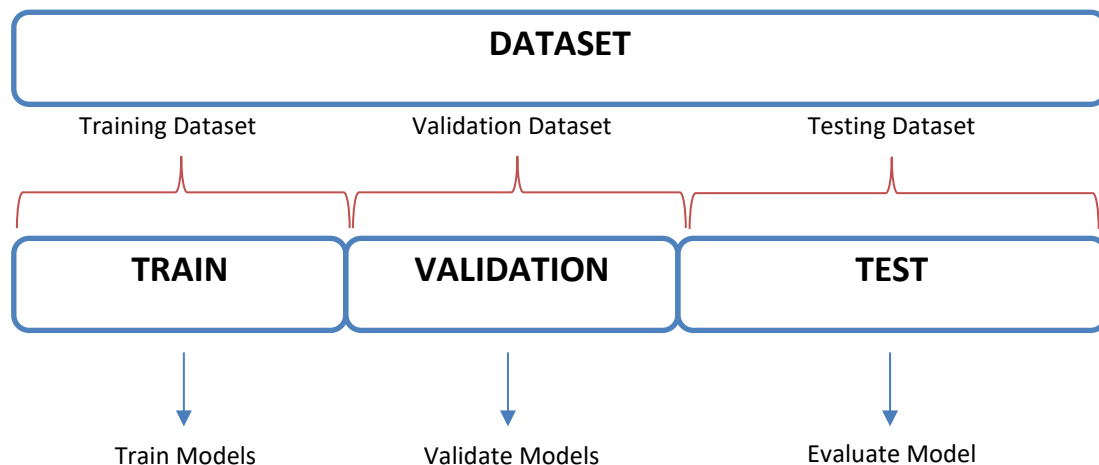 DATASET
Training Dataset
Validation Dataset
Testing Dataset
TRAIN
VALIDATION
TEST
Train Models
Validate Models
Evaluate Model